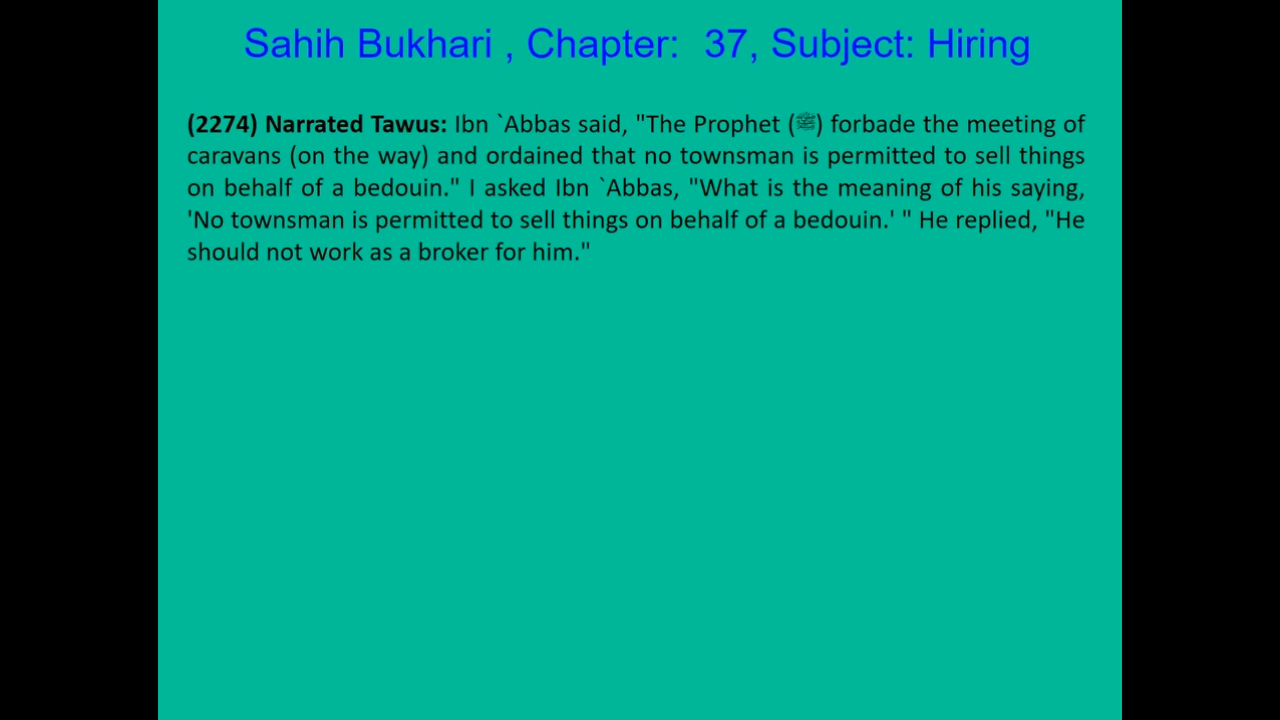 Sahih Bukhari , Chapter:  37, Subject: Hiring
(2274) Narrated Tawus: Ibn `Abbas said, "The Prophet (ﷺ) forbade the meeting of
caravans (on the way) and ordained that no townsman is permitted to sell things
on behalf of a bedouin." I asked Ibn `Abbas, "What is the meaning of his saying,
'No townsman is permitted to sell things on behalf of a bedouin.' " He replied, "He
should not work as a broker for him."